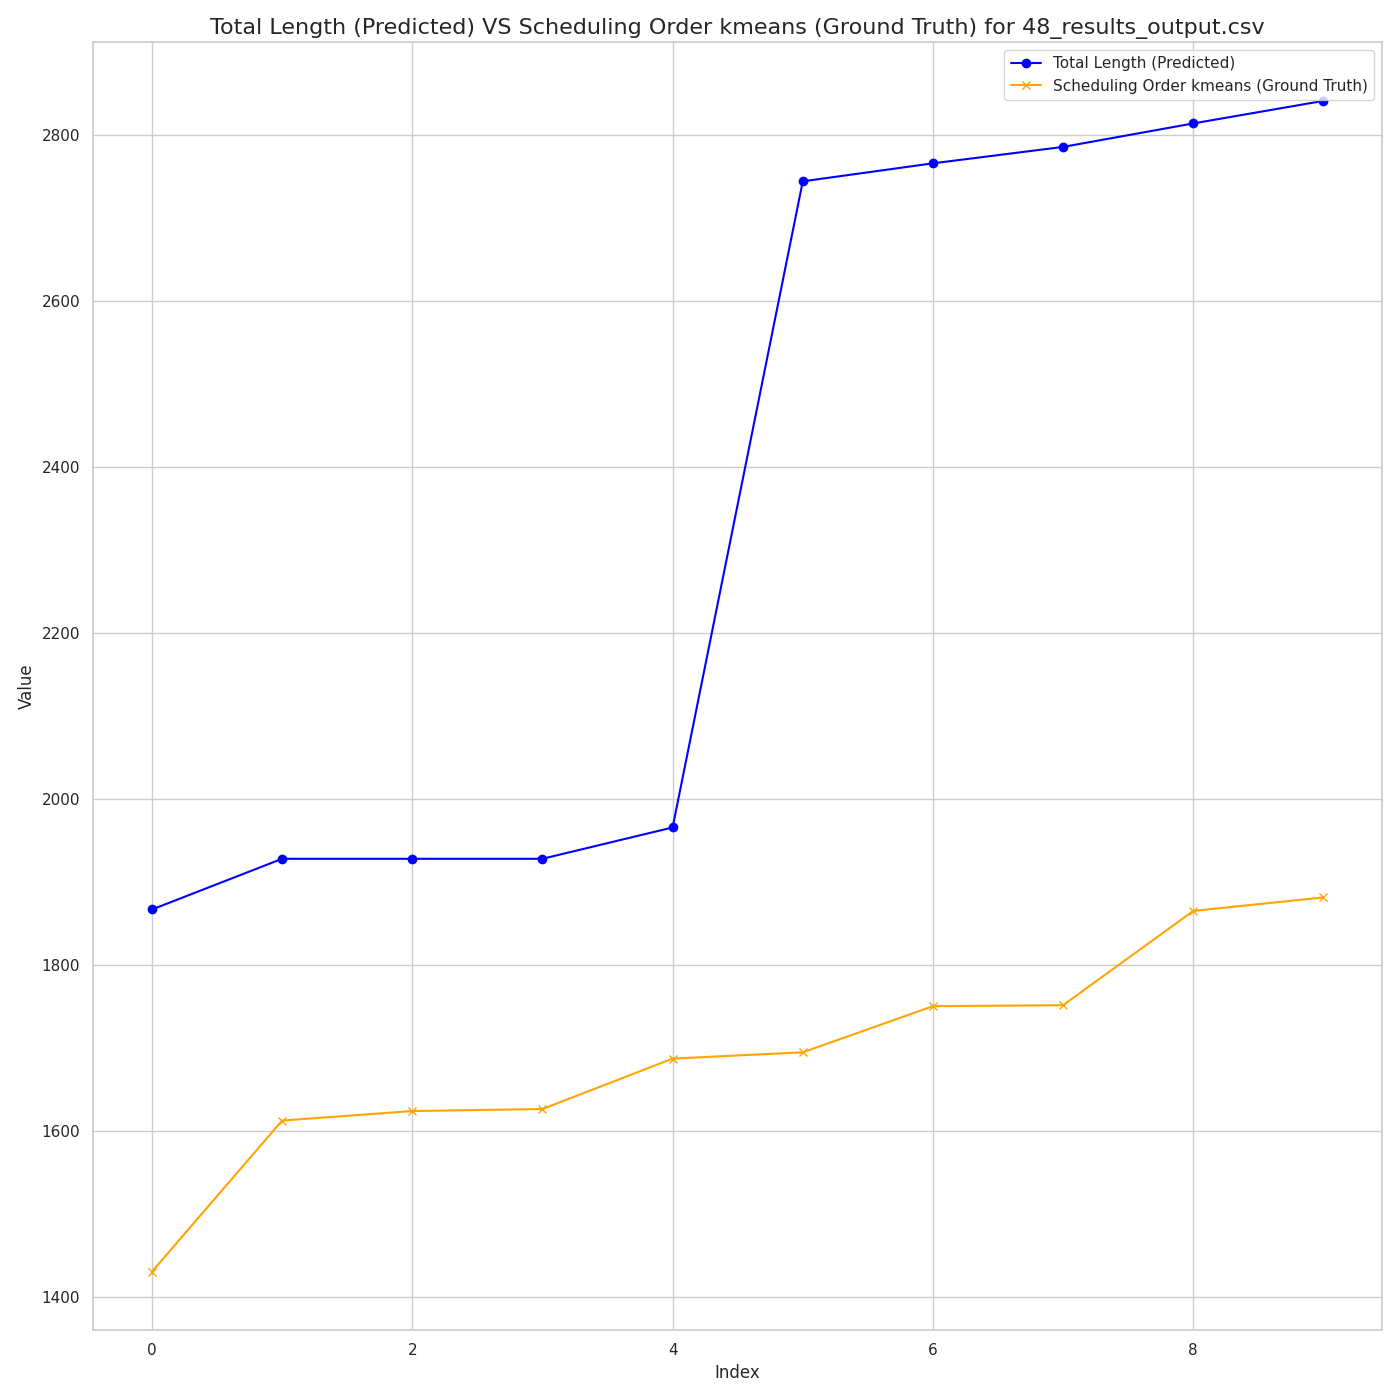 Total Length (Predicted) VS Scheduling Order kmeans (Ground Truth) for 48_results_output.csv
Total Length (Predicted)
Scheduling Order kmeans (Ground Truth)
Value
2800
2600
2400
2200
2000
1800
1600
1400
0 2 4 6 8
Index